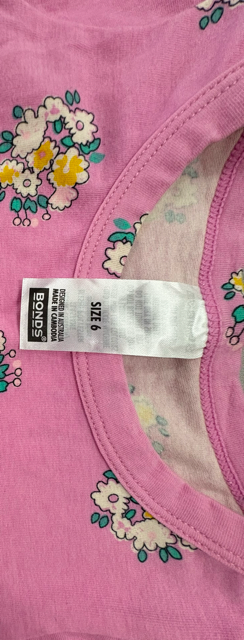 BONDS®
DESIGNED IN AUSTRALIA
MADE IN CAMBODIA
SIZE 6